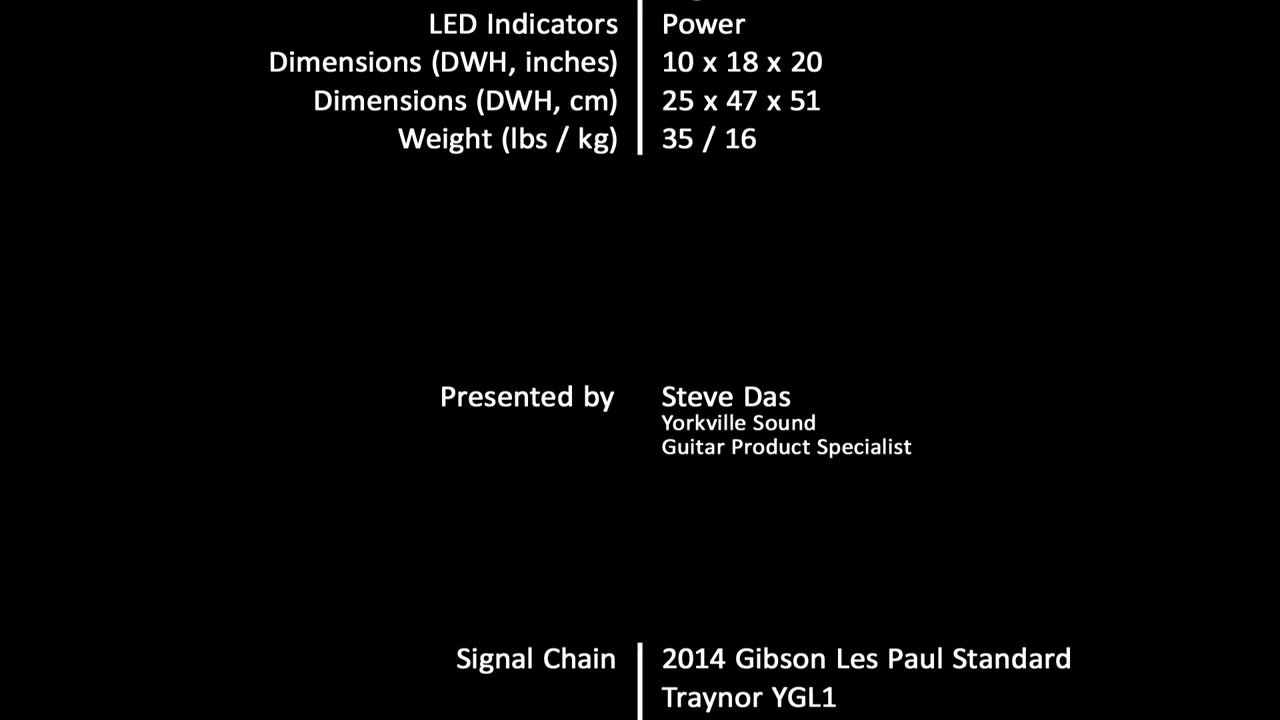 LED Indicators Power
Dimensions (DWH, inches) 10 x 18 x 20
Dimensions (DWH, cm) 25 x 47 x 51
Weight (lbs / kg) 35 / 16
Presented by Steve Das
Yorkville Sound
Guitar Product Specialist
Signal Chain 2014 Gibson Les Paul Standard
Traynor YGL1